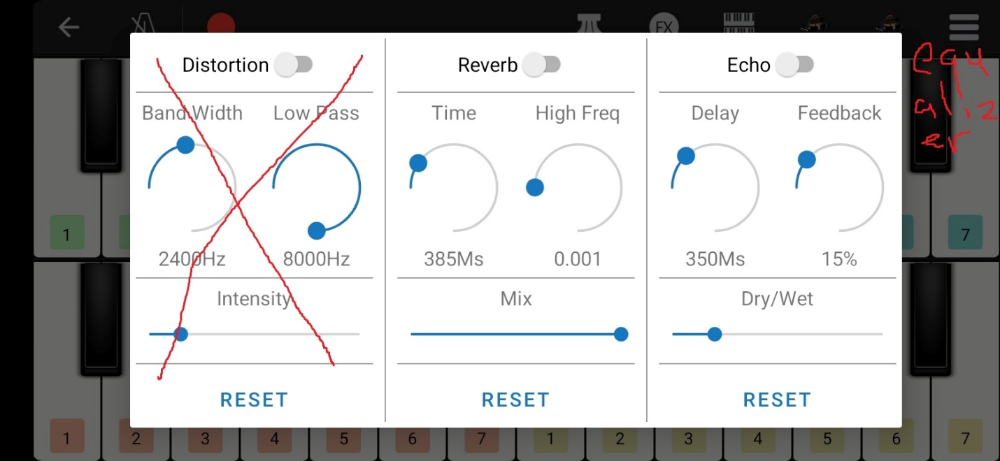 FX
Distortion
Reverb
Echo
equ
aliz
er
Band Width
Low Pass
Time
High Freq
Delay
Feedback
2400Hz
8000Hz
385Ms
0.001
350Ms
15%
1
7
Intensity
Mix
Dry/Wet
RESET
RESET
RESET
1 2 3 4 5 6 7 1 2 3 4 5 6 7